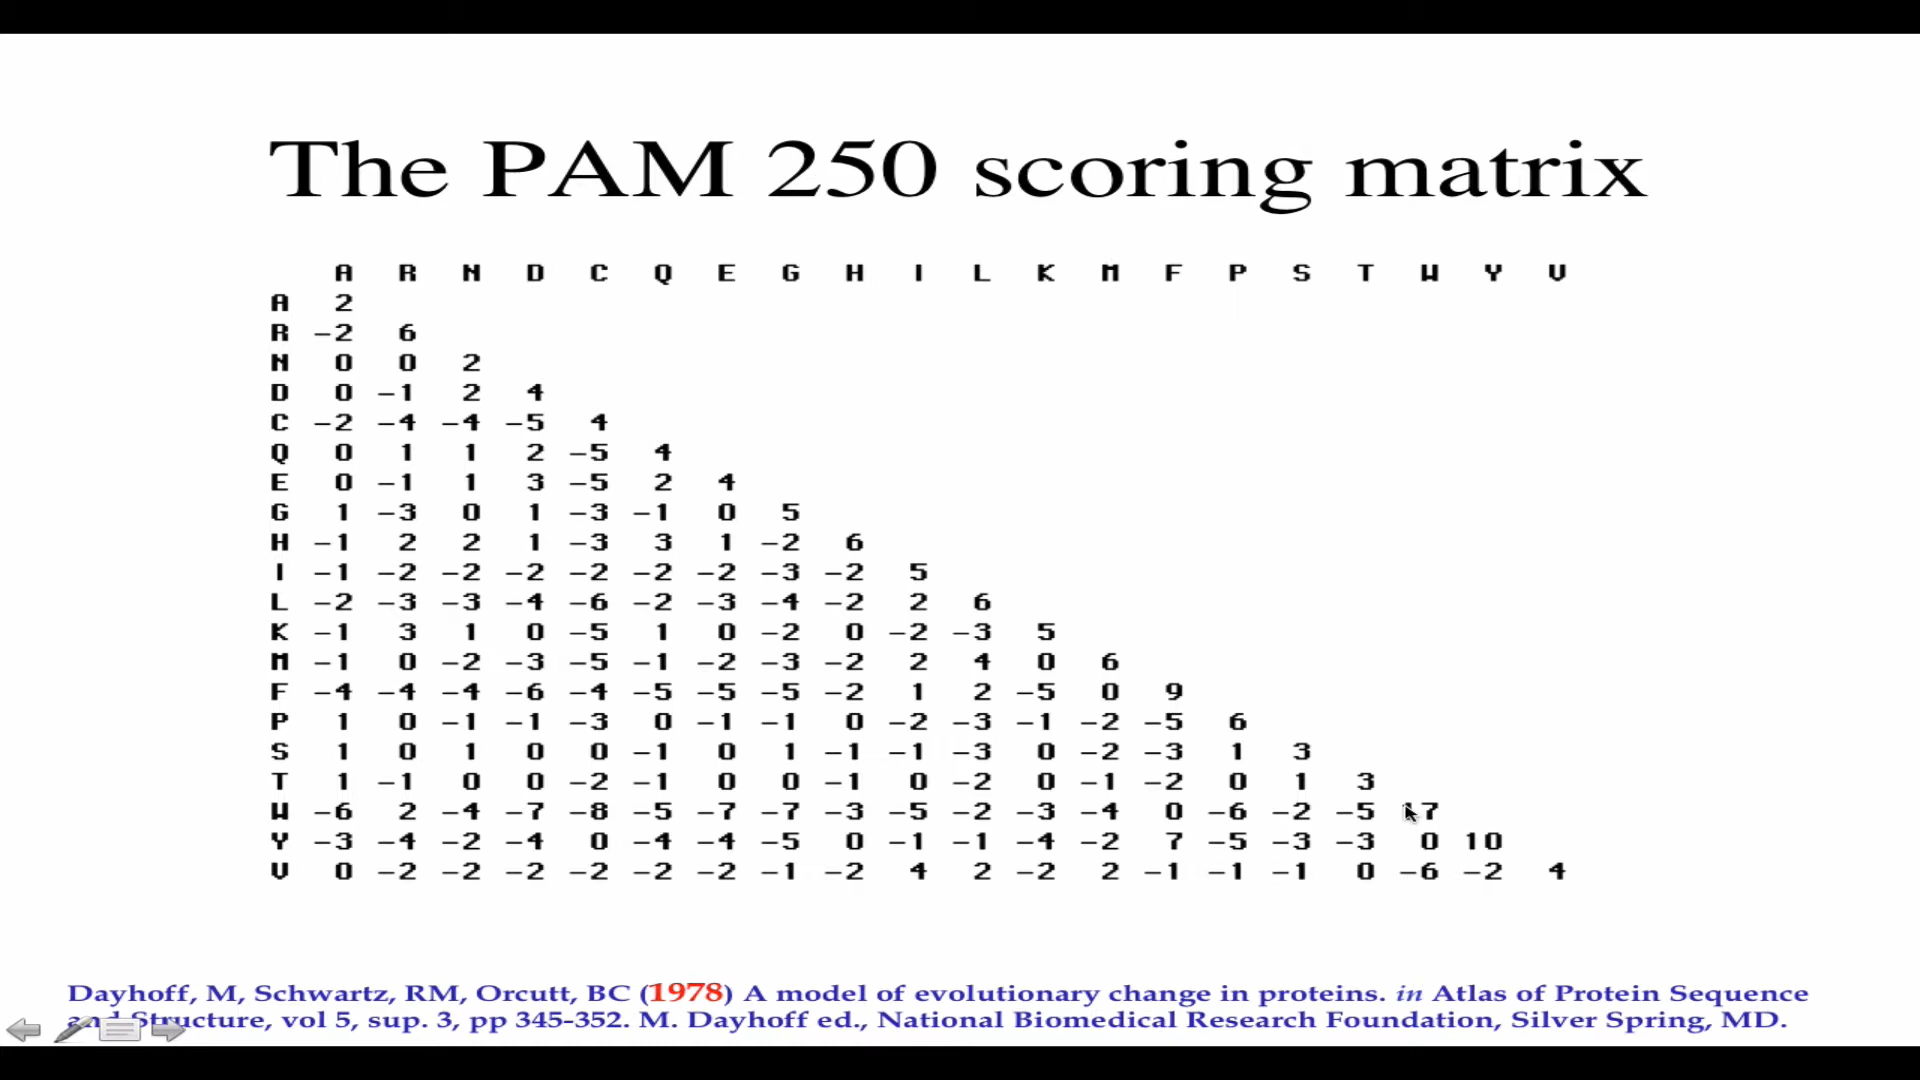 The PAM 250 scoring matrix
A R N D C Q E G H I L K M F P S T W Y V
A 2
R -2 6
N 0 0 2
D 0 -1 2 4
C -2 -4 -4 -5 4
Q 0 1 1 2 -5 4
E 0 -1 1 3 -5 2 4
G 1 -3 0 1 -3 -1 0 5
H -1 2 2 1 -3 3 1 -2 6
I -1 -2 -2 -2 -2 -2 -2 -3 -2 5
L -2 -3 -3 -4 -6 -2 -3 -4 -2 2 6
K -1 3 1 0 -5 1 0 -2 0 -2 -3 5
M -1 0 -2 -3 -5 -1 -2 -3 -2 2 4 0 6
F -4 -4 -4 -6 -4 -5 -5 -5 -2 1 2 -5 0 9
P 1 0 -1 -1 -3 0 -1 -1 0 -2 -3 -1 -2 -5 6
S 1 0 1 0 0 -1 0 1 -1 -1 -3 0 -2 -3 1 3
T 1 -1 0 0 -2 -1 0 0 -1 0 -2 0 -1 -2 0 1 3
W -6 2 -4 -7 -8 -5 -7 -7 -3 -5 -2 -3 -4 0 -6 -2 -5 17
Y -3 -4 -2 -4 0 -4 -4 -5 0 -1 -1 -4 -2 7 -5 -3 -3 0 10
V 0 -2 -2 -2 -2 -2 -2 -1 -2 4 2 -2 2 -1 -1 -1 0 -6 -2 4
Dayhoff, M, Schwartz, RM, Orcutt, BC (1978) A model of evolutionary change in proteins. in Atlas of Protein Sequence
and Structure, vol 5, sup. 3, pp 345-352. M. Dayhoff ed., National Biomedical Research Foundation, Silver Spring, MD.